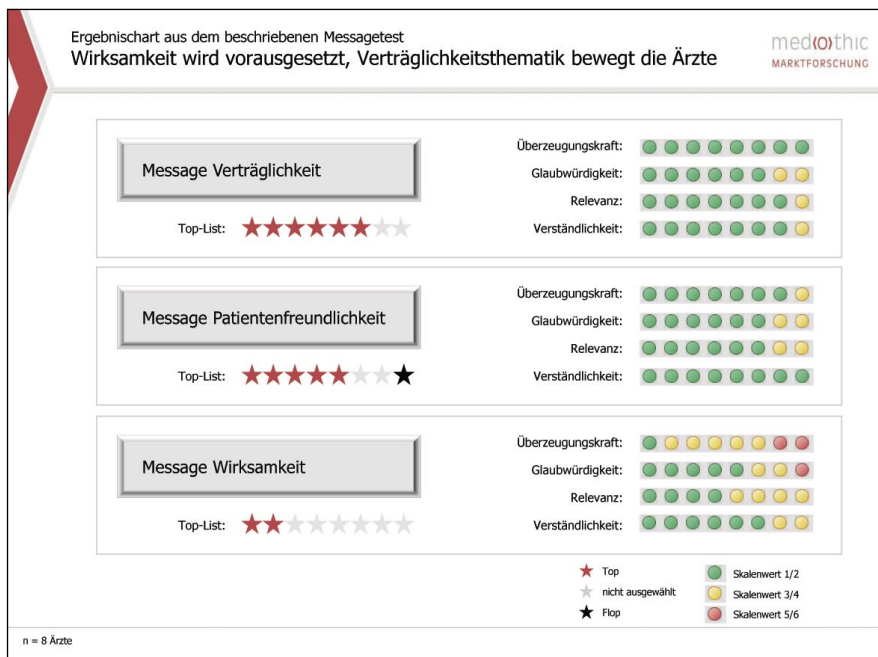 Ergebnischart aus dem beschriebenen Messagetest
Wirksamkeit wird vorausgesetzt, Verträglichkeitsthematik bewegt die Ärzte
med(o)thic
MARKTFORSCHUNG
Message Verträglichkeit
Top-List:
Überzeugungskraft:
Glaubwürdigkeit:
Relevanz:
Verständlichkeit:
Message Patientenfreundlichkeit
Top-List:
Überzeugungskraft:
Glaubwürdigkeit:
Relevanz:
Verständlichkeit:
Message Wirksamkeit
Top-List:
Überzeugungskraft:
Glaubwürdigkeit:
Relevanz:
Verständlichkeit:
Top
nicht ausgewählt
Flop
Skalenwert 1/2
Skalenwert 3/4
Skalenwert 5/6
n = 8 Ärzte